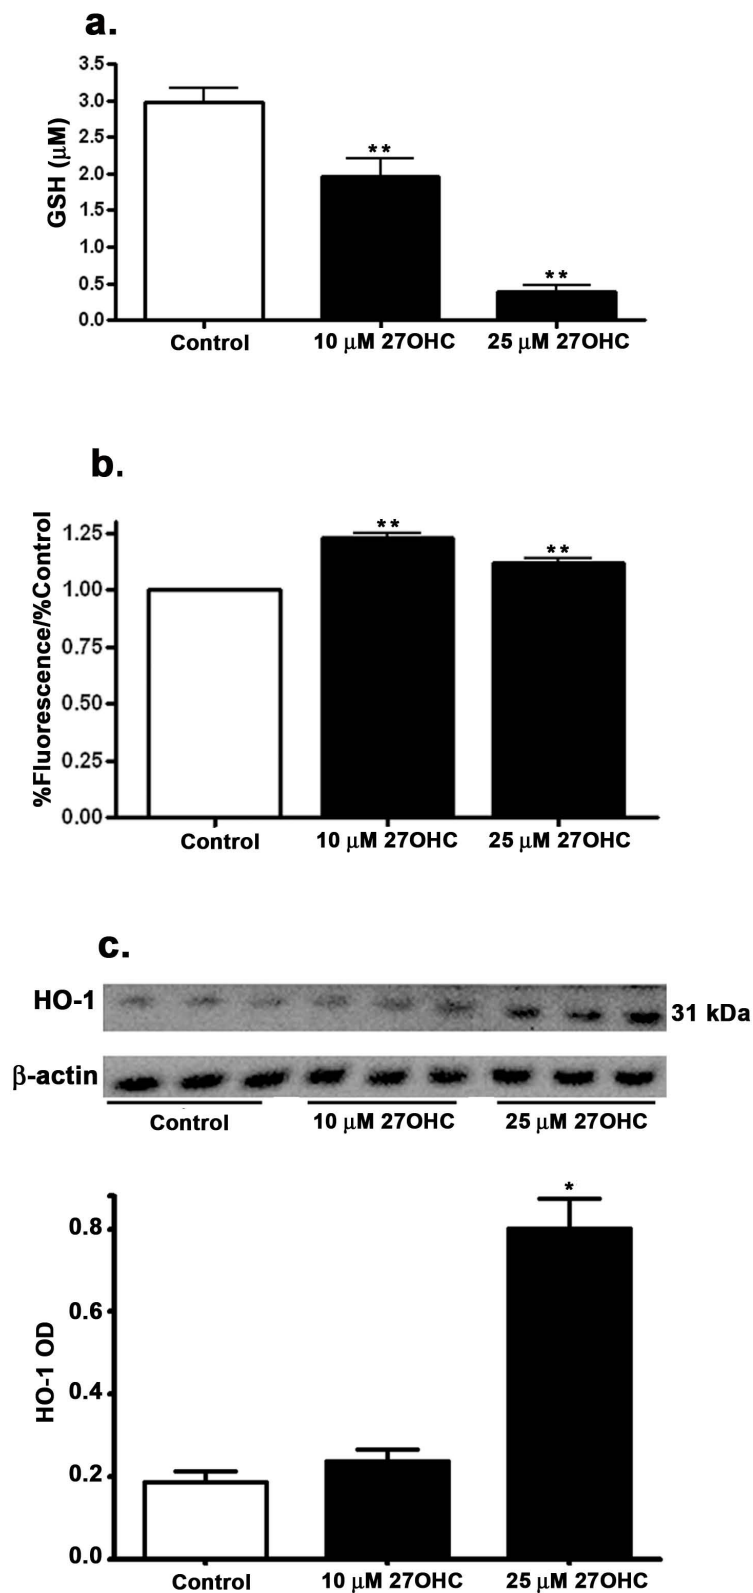 a.
GSH (μM)
3.5
3.0
2.5
2.0
1.5
1.0
0.5
0.0
**
**
Control 10 μM 27OHC 25 μM 27OHC
b.
%Fluorescence/%Control
1.25
1.00
0.75
0.50
0.25
0.00
**
**
Control 10 μM 27OHC 25 μM 27OHC
c.
HO-1 31 kDa
β-actin
Control 10 μM 27OHC 25 μM 27OHC
HO-1 OD
0.8
0.6
0.4
0.2
0.0
*
Control 10 μM 27OHC 25 μM 27OHC